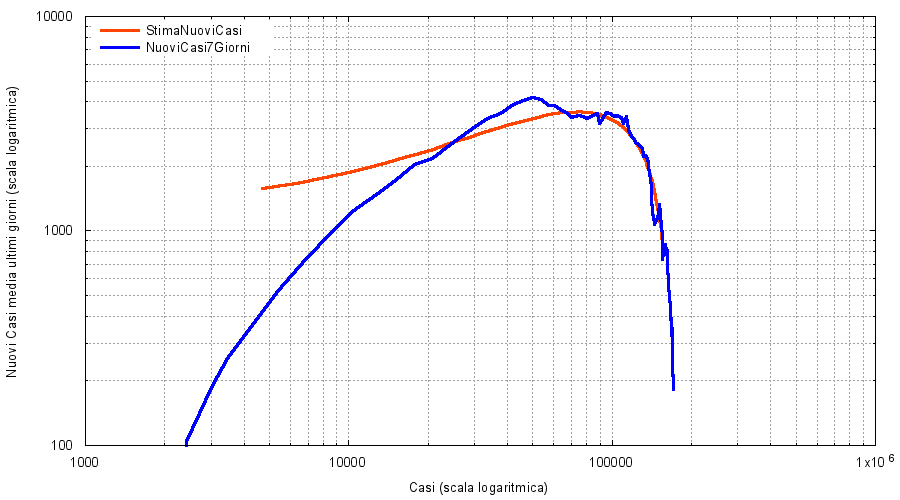 10000
StimaNuoviCasi
NuoviCasi7Giorni
Nuovi Casi media ultimi giorni (scala logaritmica)
1000
100
1000
10000
100000
1x10 6
Casi (scala logaritmica)